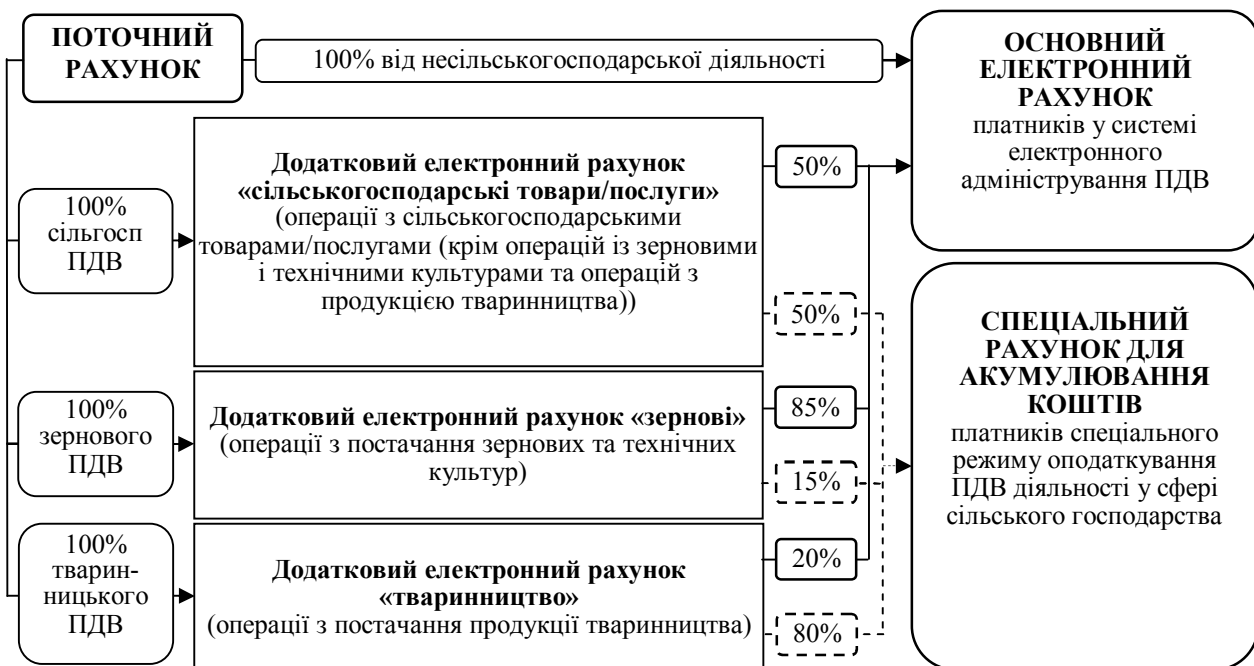 ПОТОЧНИЙ
РАХУНОК
100% від несільськогосподарської діяльності
ОСНОВНИЙ
ЕЛЕКТРОННИЙ
РАХУНОК
платників у системі
електронного
адміністрування ПДВ
100%
сільгосп
ПДВ
Додатковий електронний рахунок
«сільськогосподарські товари/послуги»
(операції з сільськогосподарськими
товарами/послугами (крім операцій із зерновими
і технічними культурами та операцій з
продукцією тваринництва))
50%
50%
СПЕЦІАЛЬНИЙ
РАХУНОК ДЛЯ
АКУМУЛЮВАННЯ
КОШТІВ
платників спеціального
режиму оподаткування
ПДВ діяльності у сфері
сільського господарства
100%
зернового
ПДВ
Додатковий електронний рахунок «зернові»
(операції з постачання зернових та технічних
культур)
85%
15%
100%
тварин-
ницького
ПДВ
Додатковий електронний рахунок
«тваринництво»
(операції з постачання продукції тваринництва)
20%
80%